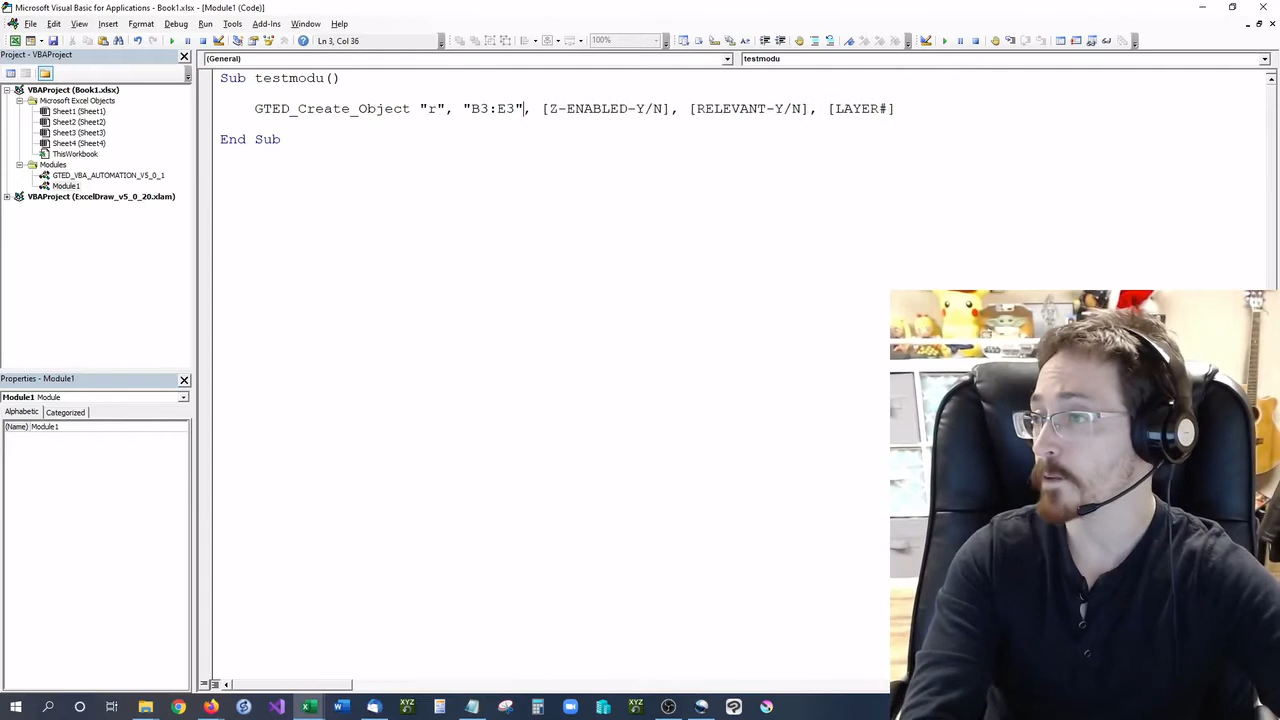 Microsoft Visual Basic for Applications - Book1.xlsx - [Module1 (Code)]
File Edit View Insert Format Debug Run Tools Add-Ins Window Help
Ln 3, Col 36
100%
Project - VBAProject
(General)
testmodu
VBAProject (Book1.xlsx)
Microsoft Excel Objects
Sheet1 (Sheet1)
Sheet2 (Sheet2)
Sheet3 (Sheet3)
Sheet4 (Sheet4)
ThisWorkbook
Modules
GTED_VBA_AUTOMATION_V5_0_1
Module1
VBAProject (ExcelDraw_v5_0_20.xlam)
Sub testmodu()
GTED_Create_Object "r", "B3:E3", [Z-ENABLED-Y/N], [RELEVANT-Y/N], [LAYER#]
End Sub
Properties - Module1
Module1 Module
Alphabetic Categorized
(Name) Module1
XYZ
XYZ